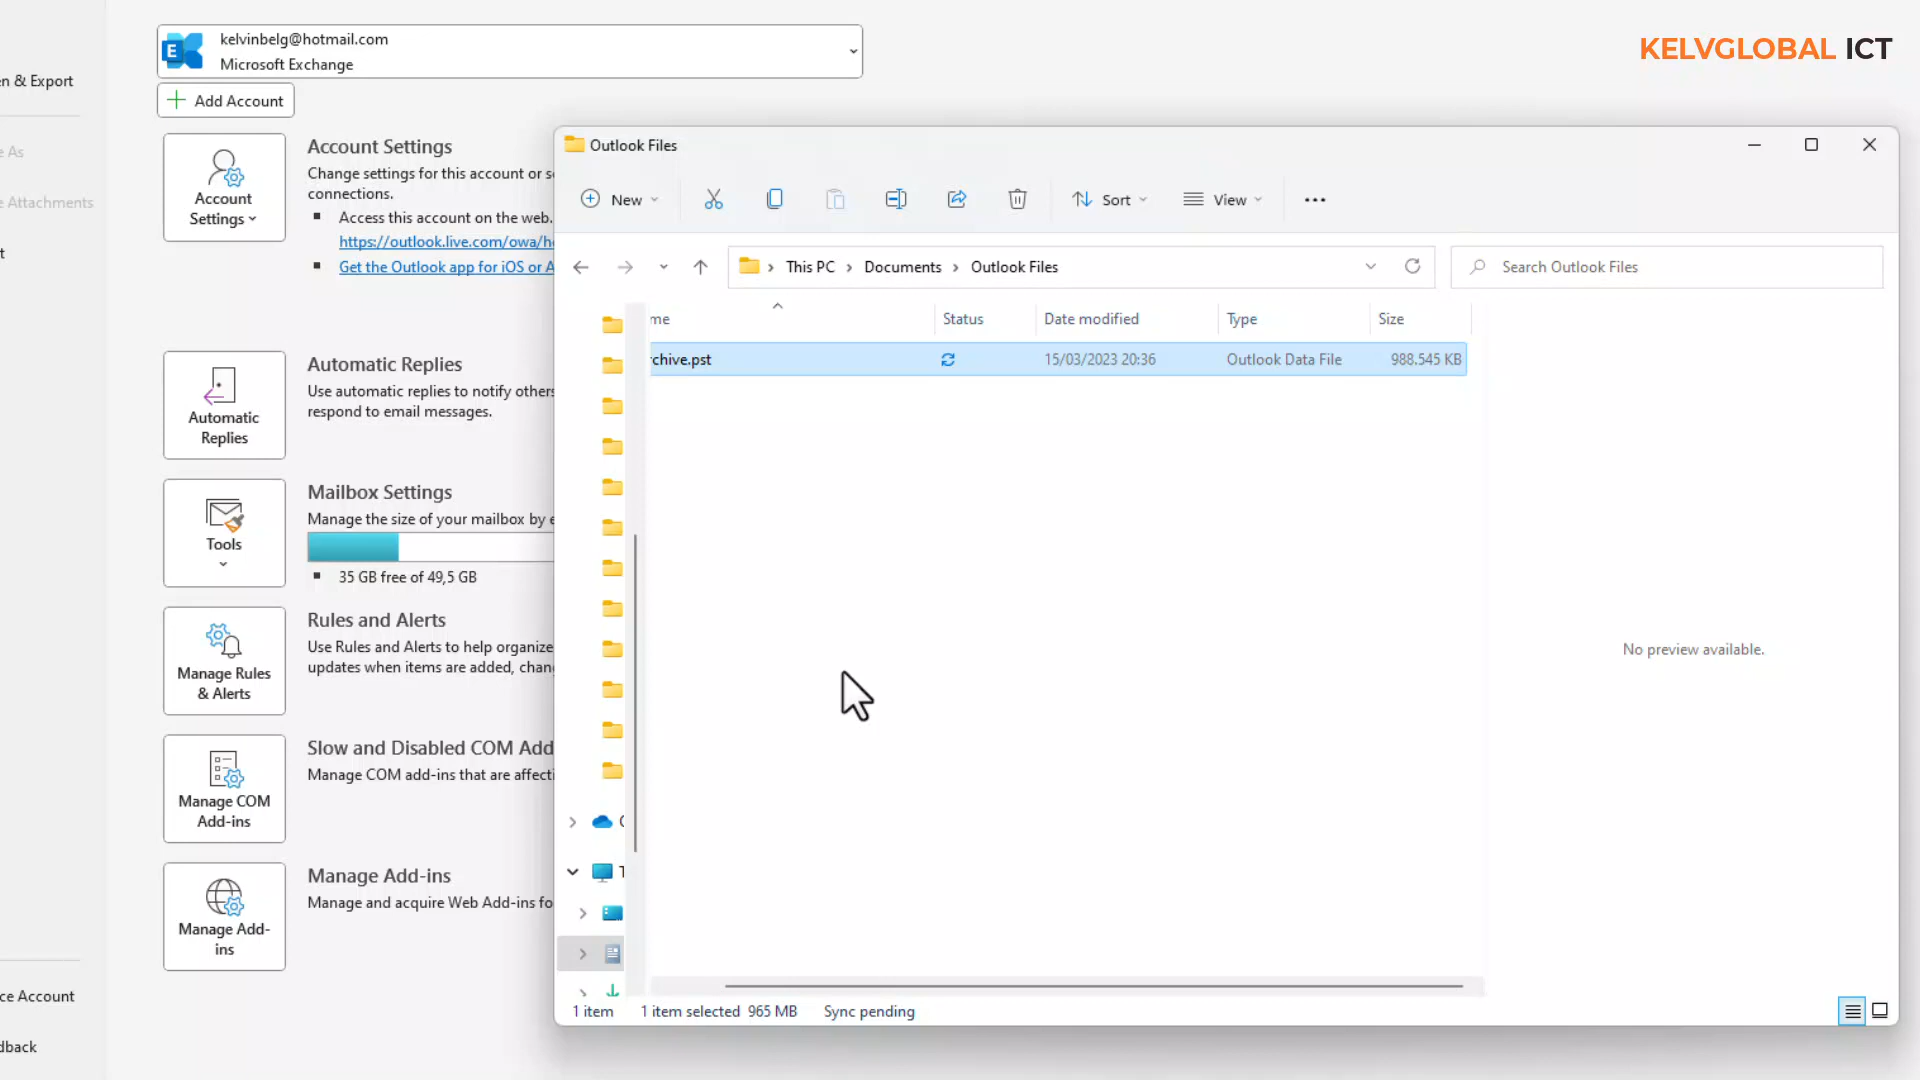 kelvinbelg@hotmail.com
Microsoft Exchange
KELVGLOBAL ICT
n & Export
Add Account
Account Settings
Change settings for this account or s
connections.
Access this account on the web.
https://outlook.live.com/owa/h
Get the Outlook app for iOS or A
Account
Settings
e As
e Attachments
t
Automatic Replies
Use automatic replies to notify others
respond to email messages.
Automatic
Replies
Mailbox Settings
Manage the size of your mailbox by e
35 GB free of 49,5 GB
Tools
Rules and Alerts
Use Rules and Alerts to help organize
updates when items are added, chan
Manage Rules
& Alerts
Slow and Disabled COM Add
Manage COM add-ins that are affecti
Manage COM
Add-ins
Manage Add-ins
Manage and acquire Web Add-ins fo
Manage Add-
ins
ce Account
dback
Outlook Files
New
Sort
View
This PC > Documents > Outlook Files
Search Outlook Files
me
Status
Date modified
Type
Size
rchive.pst
15/03/2023 20:36
Outlook Data File
988.545 KB
No preview available.
1 item
1 item selected 965 MB
Sync pending